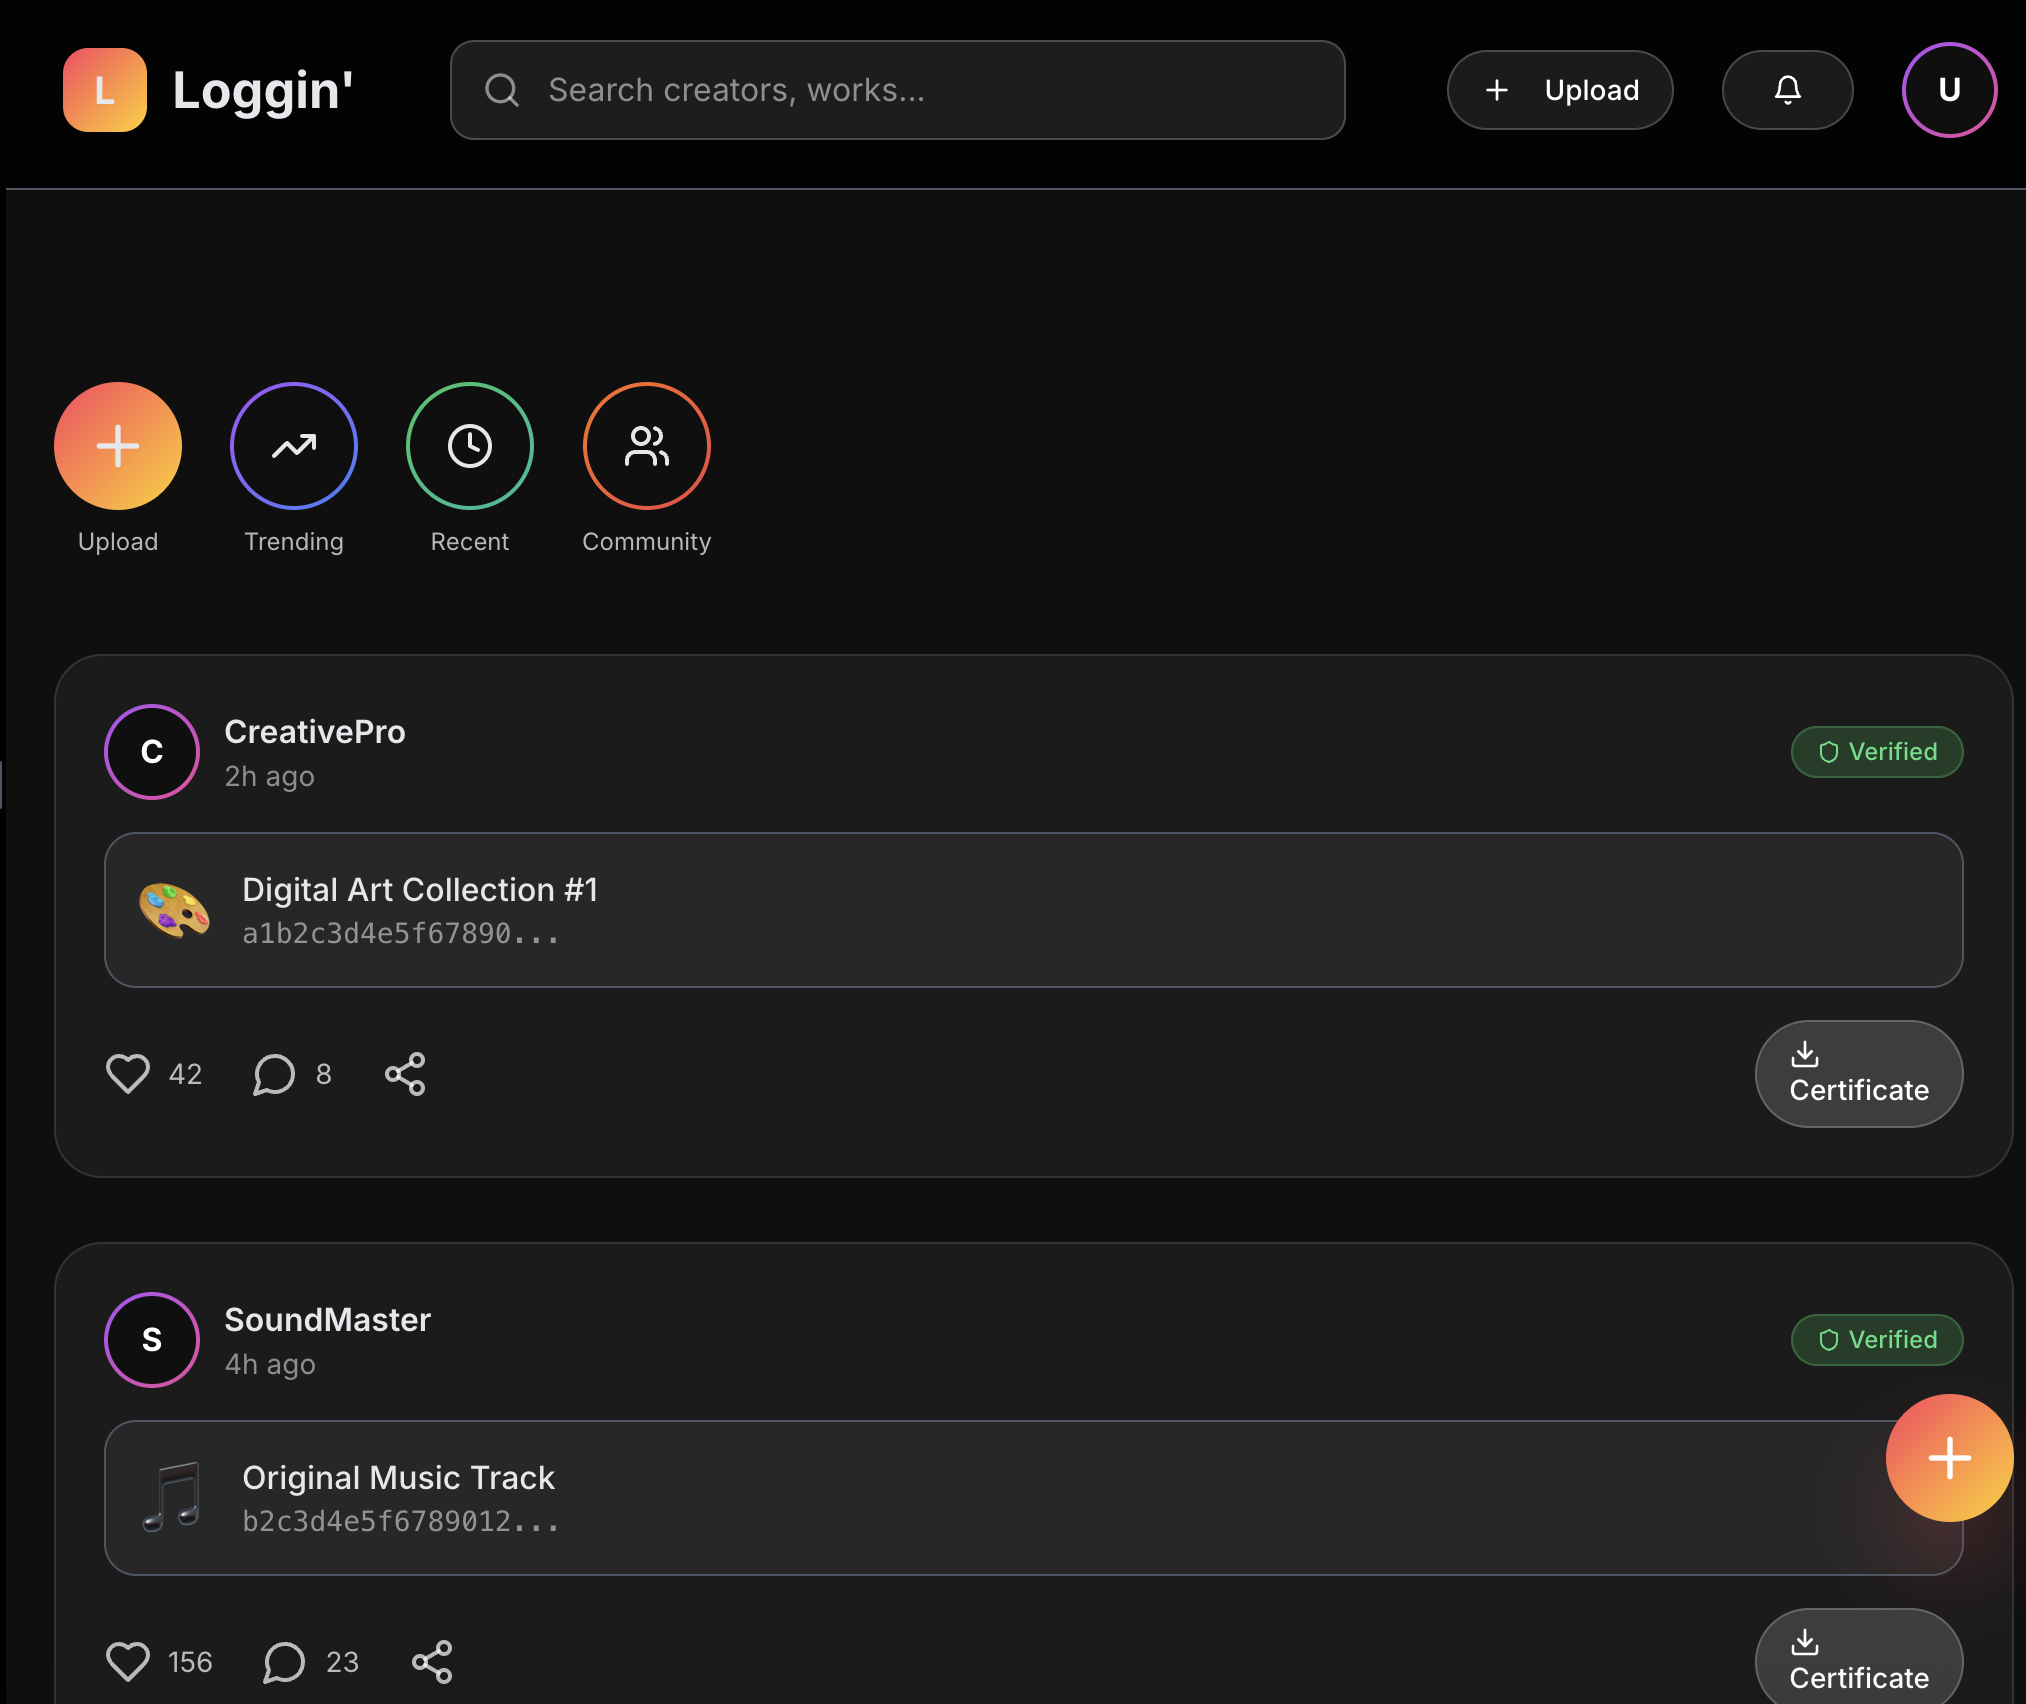 L
Loggin'
Search creators, works...
Upload
U
Upload
Trending
Recent
Community
C
CreativePro
2h ago
Verified
Digital Art Collection #1
a1b2c3d4e5f67890...
42
8
Certificate
S
SoundMaster
4h ago
Verified
Original Music Track
b2c3d4e5f6789012...
156
23
Certificate